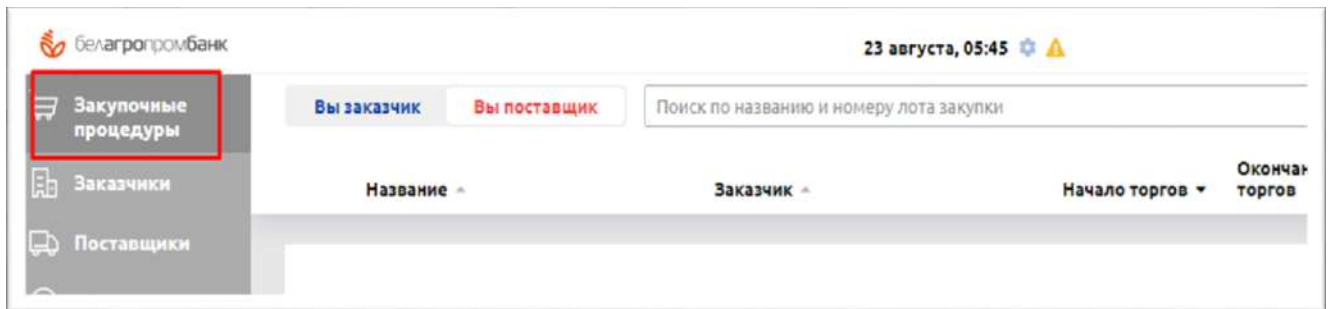 белагропромбанк
23 августа, 05:45
Закупочные
процедуры
Вы заказчик
Вы поставщик
Поиск по названию и номеру лота закупки
Заказчики
Название
Заказчик
Начало торгов
Окончан
торгов
Поставщики